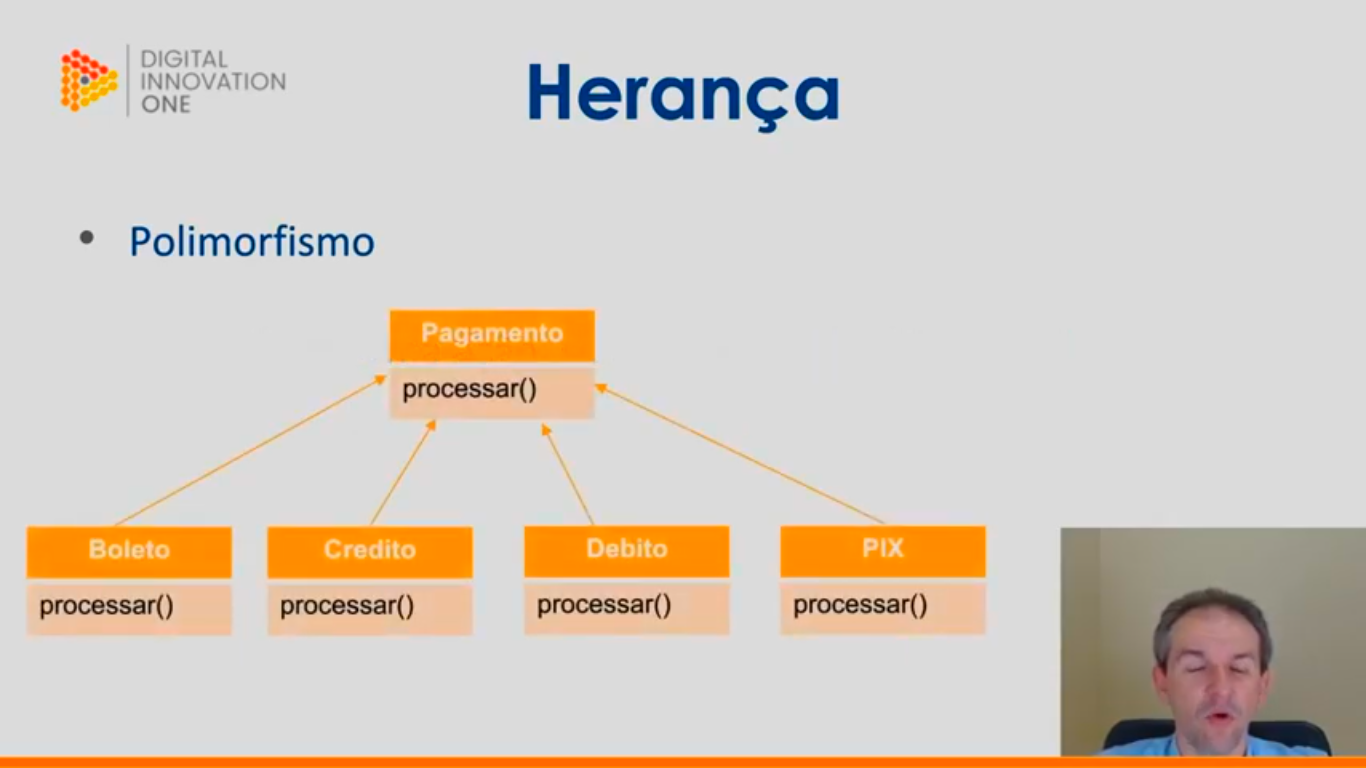 DIGITAL
INNOVATION
ONE
Herança
• Polimorfismo
Pagamento
processar()
Boleto
processar()
Credito
processar()
Debito
processar()
PIX
processar()